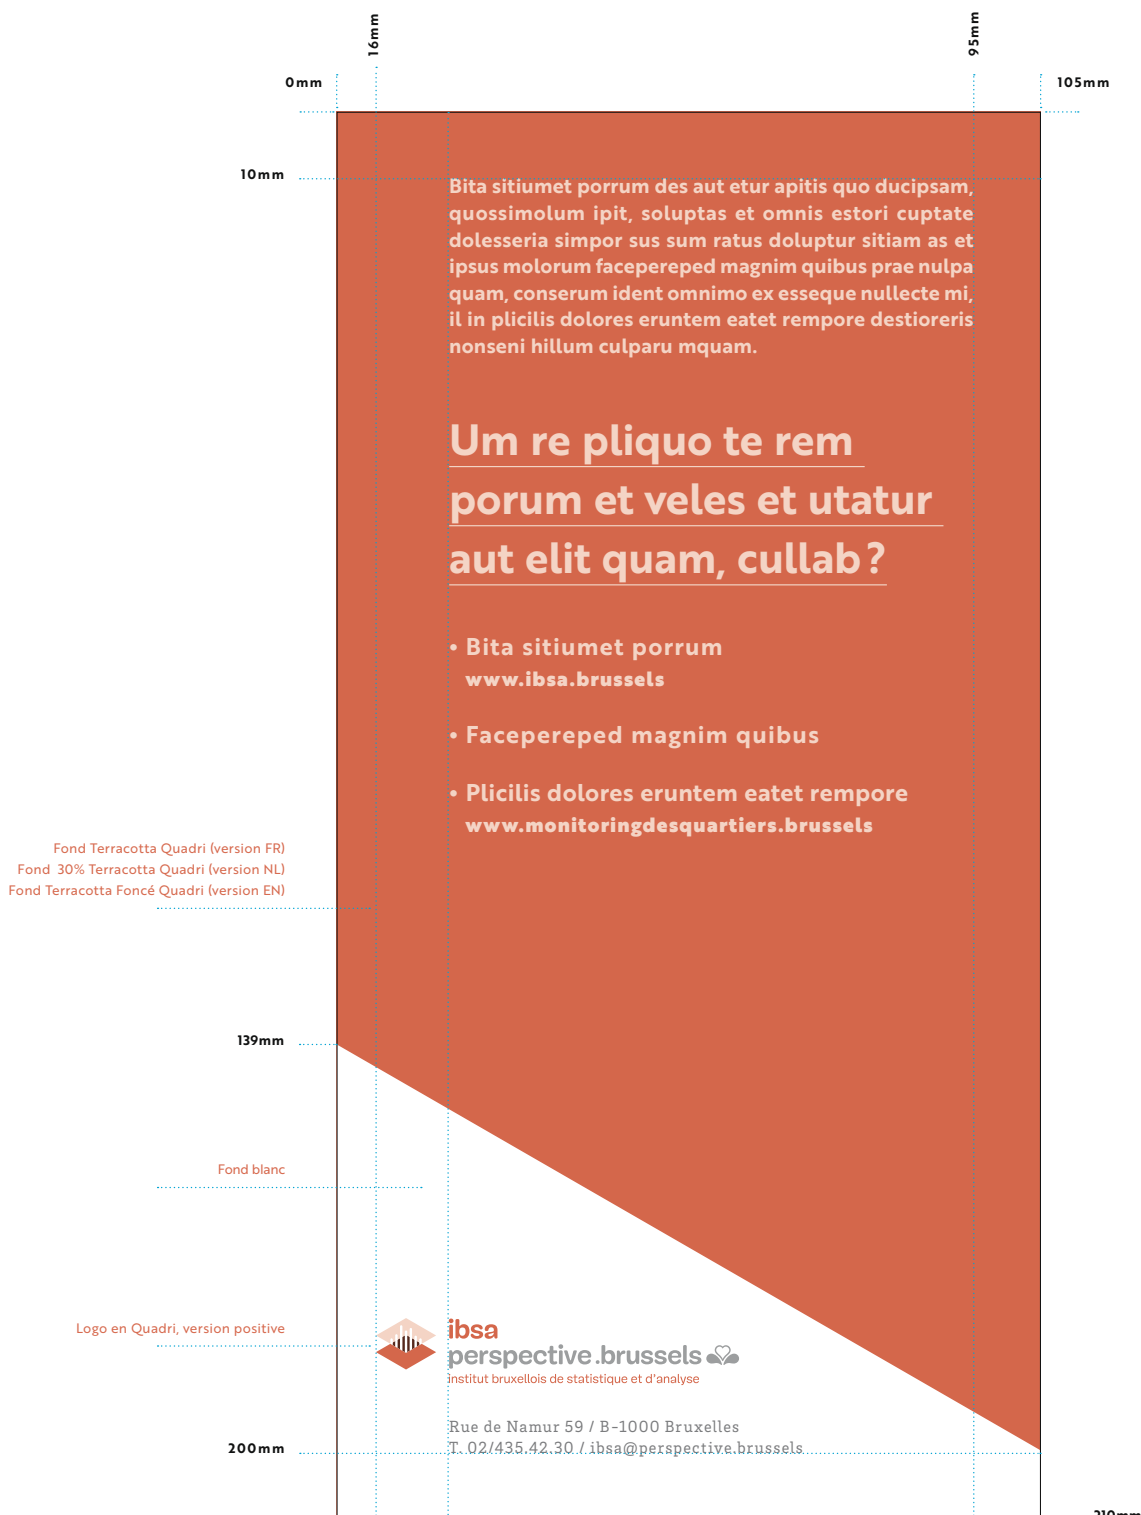 16mm
95mm
0mm
105mm
10mm
Bita sitiumet porrum des aut etur apitis quo ducipsam,
quossimolum ipit, soluptas et omnis estori cuptate
dolesseria simpor sus sum ratus doluptur sitiam as et
ipsus molorum facepereped magnim quibus prae nulpa
quam, conserum ident omnimo ex esseque nullecte mi,
il in plicilis dolores eruntem eatet rempore destioreris
nonseni hillum culparu mquam.
Um re pliquo te rem
porum et veles et utatur
aut elit quam, cullab ?
• Bita sitiumet porrum
www.ibsa.brussels
• Facepereped magnim quibus
• Plicilis dolores eruntem eatet rempore
www.monitoringdesquartiers.brussels
Fond Terracotta Quadri (version FR)
Fond 30% Terracotta Quadri (version NL)
Fond Terracotta Foncé Quadri (version EN)
139mm
Fond blanc
Logo en Quadri, version positive
ibsa
perspective.brussels
institut bruxellois de statistique et d'analyse
Rue de Namur 59 / B-1000 Bruxelles
T. 02/435.42.30 / ibsa@perspective.brussels
200mm
210mm